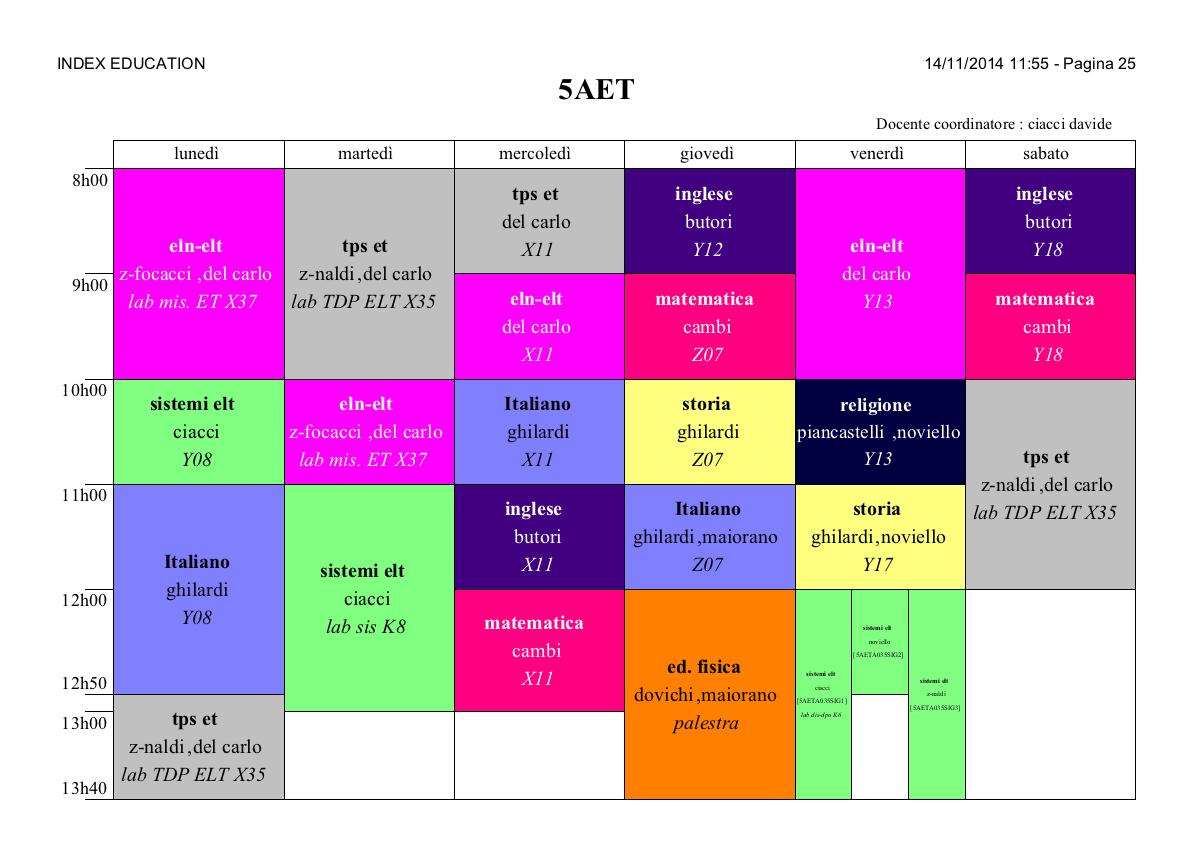 INDEX EDUCATION
14/11/2014 11:55 - Pagina 25
5AET
Docente coordinatore : ciacci davide
lunedì
martedì
mercoledì
giovedì
venerdì
sabato
8h00
9h00
10h00
11h00
12h00
12h50
13h00
13h40
eln-elt
z-focacci ,del carlo
lab mis. ET X37
sistemi elt
ciacci
Y08
Italiano
ghilardi
Y08
tps et
z-naldi,del carlo
lab TDP ELT X35
tps et
z-naldi,del carlo
lab TDP ELT X35
eln-elt
z-focacci ,del carlo
lab mis. ET X37
sistemi elt
ciacci
lab sis K8
tps et
del carlo
X11
eln-elt
del carlo
X11
Italiano
ghilardi
X11
inglese
butori
X11
matematica
cambi
X11
inglese
butori
Y12
matematica
cambi
Z07
storia
ghilardi
Z07
Italiano
ghilardi,maiorano
Z07
ed. fisica
dovichi,maiorano
palestra
eln-elt
del carlo
Y13
religione
piancastelli ,noviello
Y13
storia
ghilardi,noviello
Y17
sistemi elt
ciacci
[5AETA035SIG1]
lab dis-dpo K6
sistemi elt
noviello
[5AETA035SIG2]
sistemi elt
z-naldi
[5AETA035SIG3]
inglese
butori
Y18
matematica
cambi
Y18
tps et
z-naldi,del carlo
lab TDP ELT X35